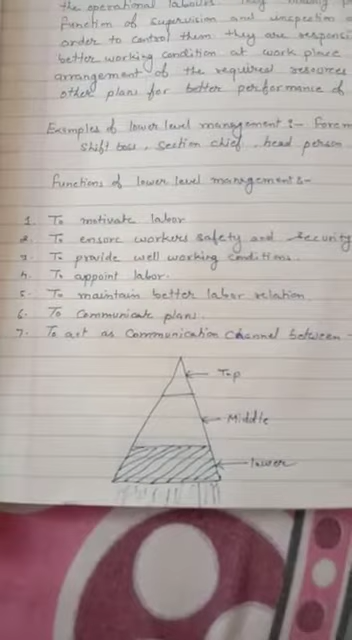 the operational labours
function of supervision and inspection
order to control them they are responsi
better working condition at work place
arrangement of the required resources
other plans for better performance of
Examples of lower level management :- Forem
shift boss, section chief, head person
functions of lower level management :-
1. To motivate labor
2. To ensure workers safety and security
3. To provide well working conditions.
4. To appoint labor.
5. To maintain better labor relation
6. To communicate plans.
7. To act as communication channel between
Top
Middle
lower